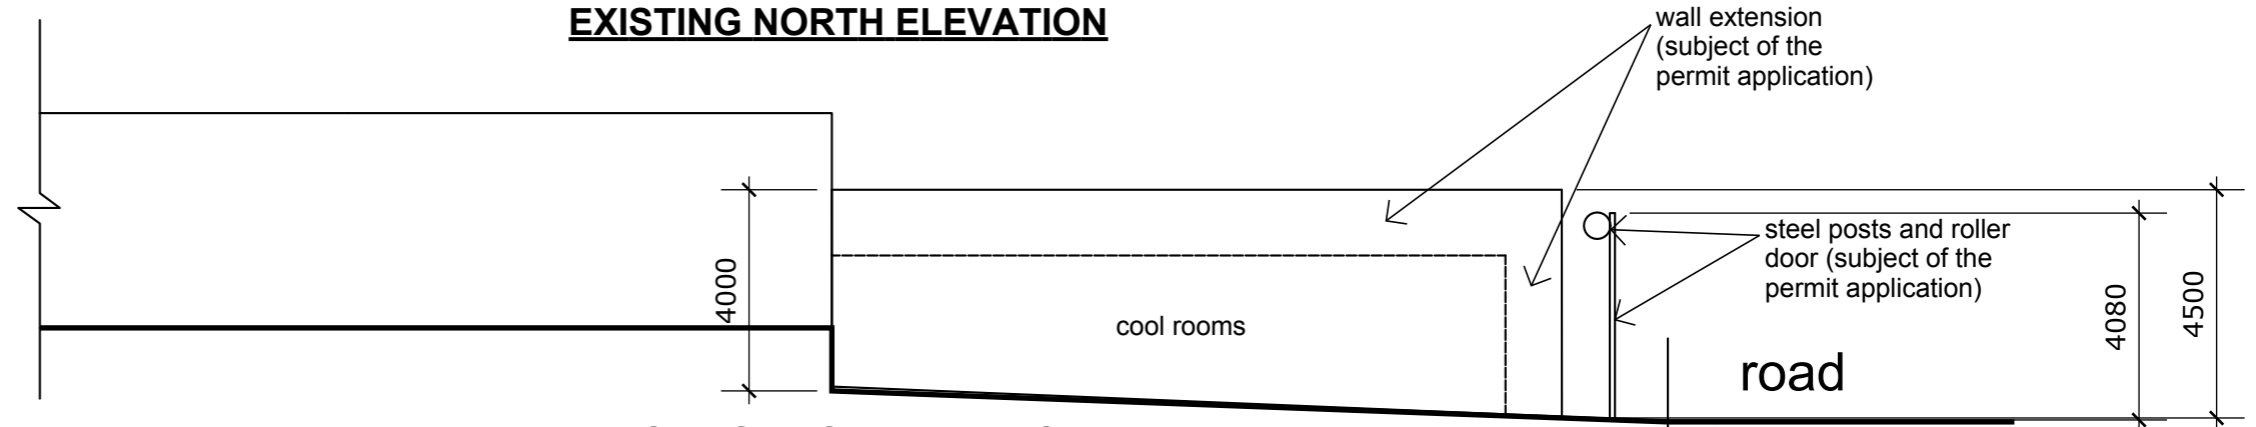 EXISTING NORTH ELEVATION
wall extension
(subject of the
permit application)
steel posts and roller
door (subject of the
permit application)
4000
cool rooms
4080
4500
road